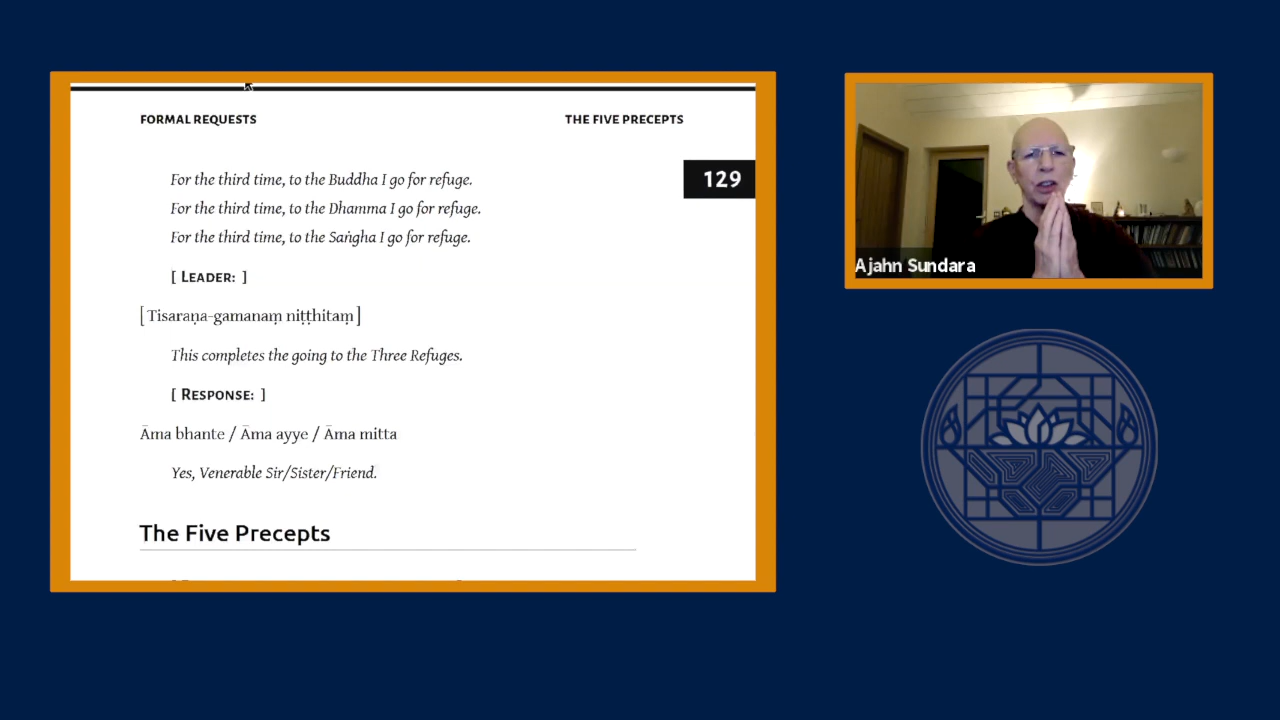 FORMAL REQUESTS
THE FIVE PRECEPTS
129
For the third time, to the Buddha I go for refuge.
For the third time, to the Dhamma I go for refuge.
For the third time, to the Saṅgha I go for refuge.
[ LEADER: ]
[Tisaraṇa-gamanaṃ niṭṭhitaṃ]
This completes the going to the Three Refuges.
[ RESPONSE: ]
Āma bhante / Āma ayye / Āma mitta
Yes, Venerable Sir/Sister/Friend.
The Five Precepts
Ajahn Sundara